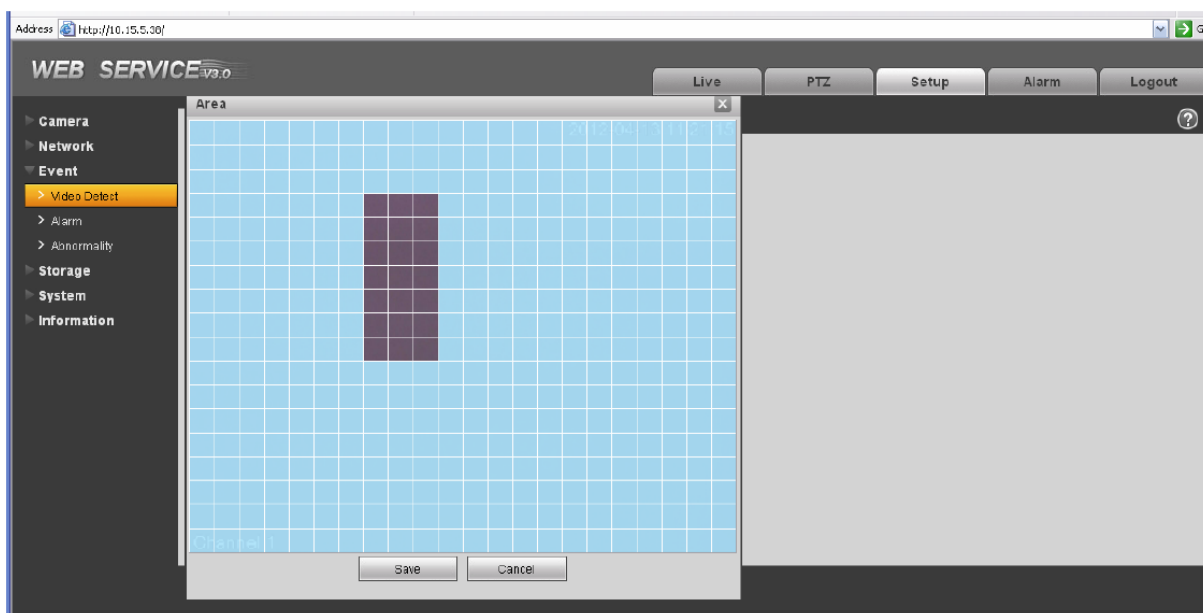 Address http://10.15.5.38/
WEB SERVICE V3.0
Live PTZ Setup Alarm Logout
Area
Camera
Network
Event
Video Detect
Alarm
Abnormality
Storage
System
Information
Channel 1
Save Cancel